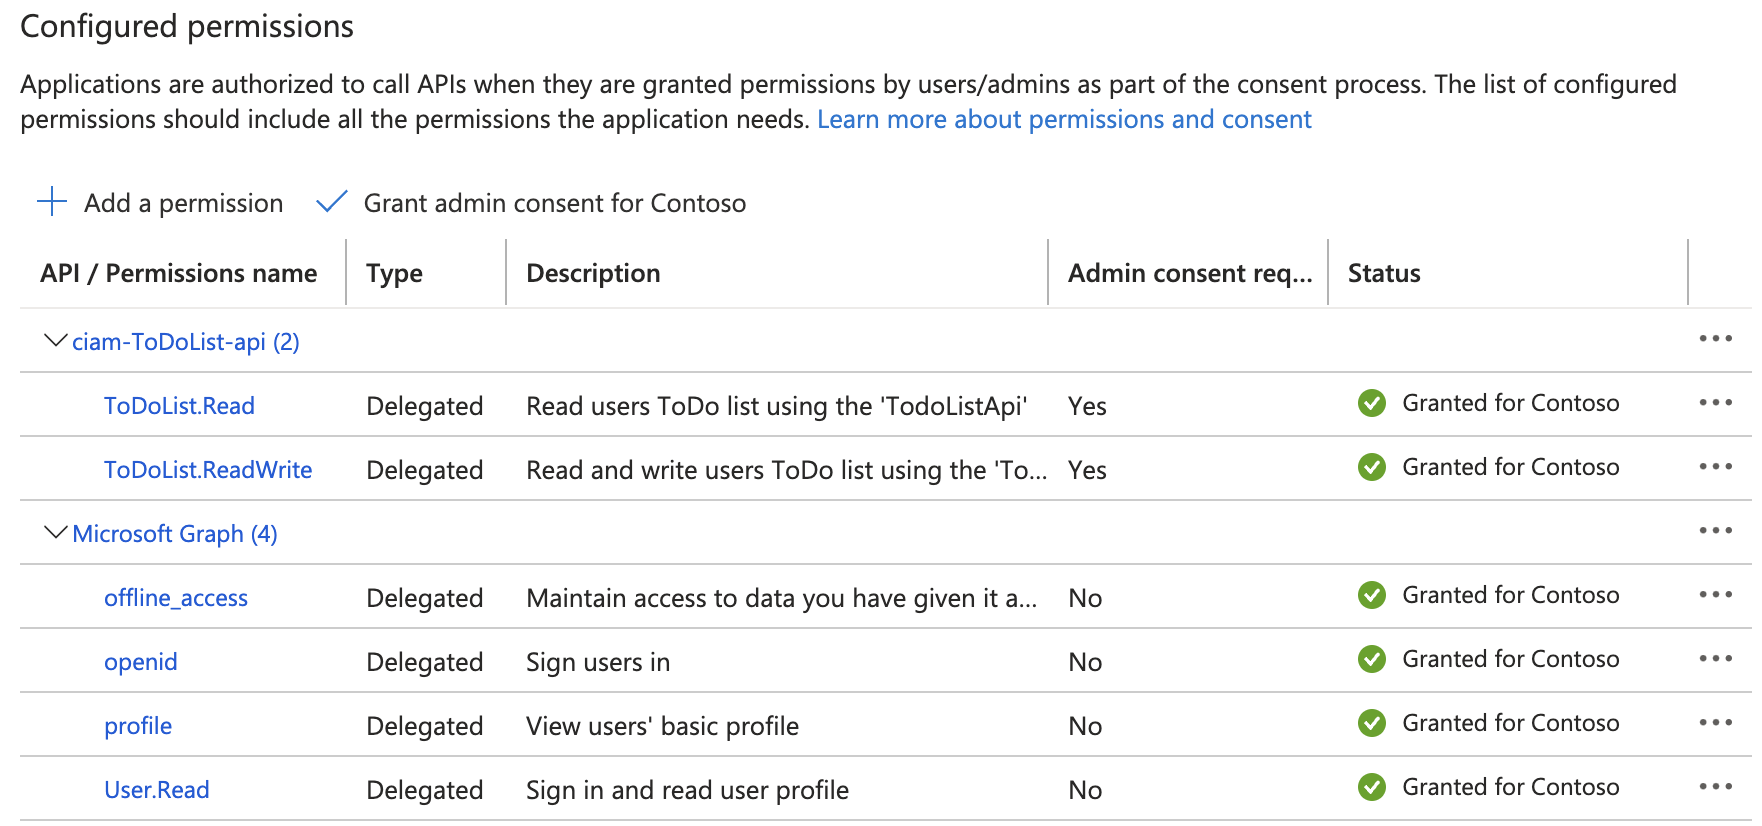 Configured permissions
Applications are authorized to call APIs when they are granted permissions by users/admins as part of the consent process. The list of configured
permissions should include all the permissions the application needs. Learn more about permissions and consent
Add a permission Grant admin consent for Contoso
API / Permissions name Type Description Admin consent req... Status
ciam-ToDoList-api (2)
ToDoList.Read Delegated Read users ToDo list using the 'TodoListApi' Yes Granted for Contoso
ToDoList.ReadWrite Delegated Read and write users ToDo list using the 'To... Yes Granted for Contoso
Microsoft Graph (4)
offline_access Delegated Maintain access to data you have given it a... No Granted for Contoso
openid Delegated Sign users in No Granted for Contoso
profile Delegated View users' basic profile No Granted for Contoso
User.Read Delegated Sign in and read user profile No Granted for Contoso